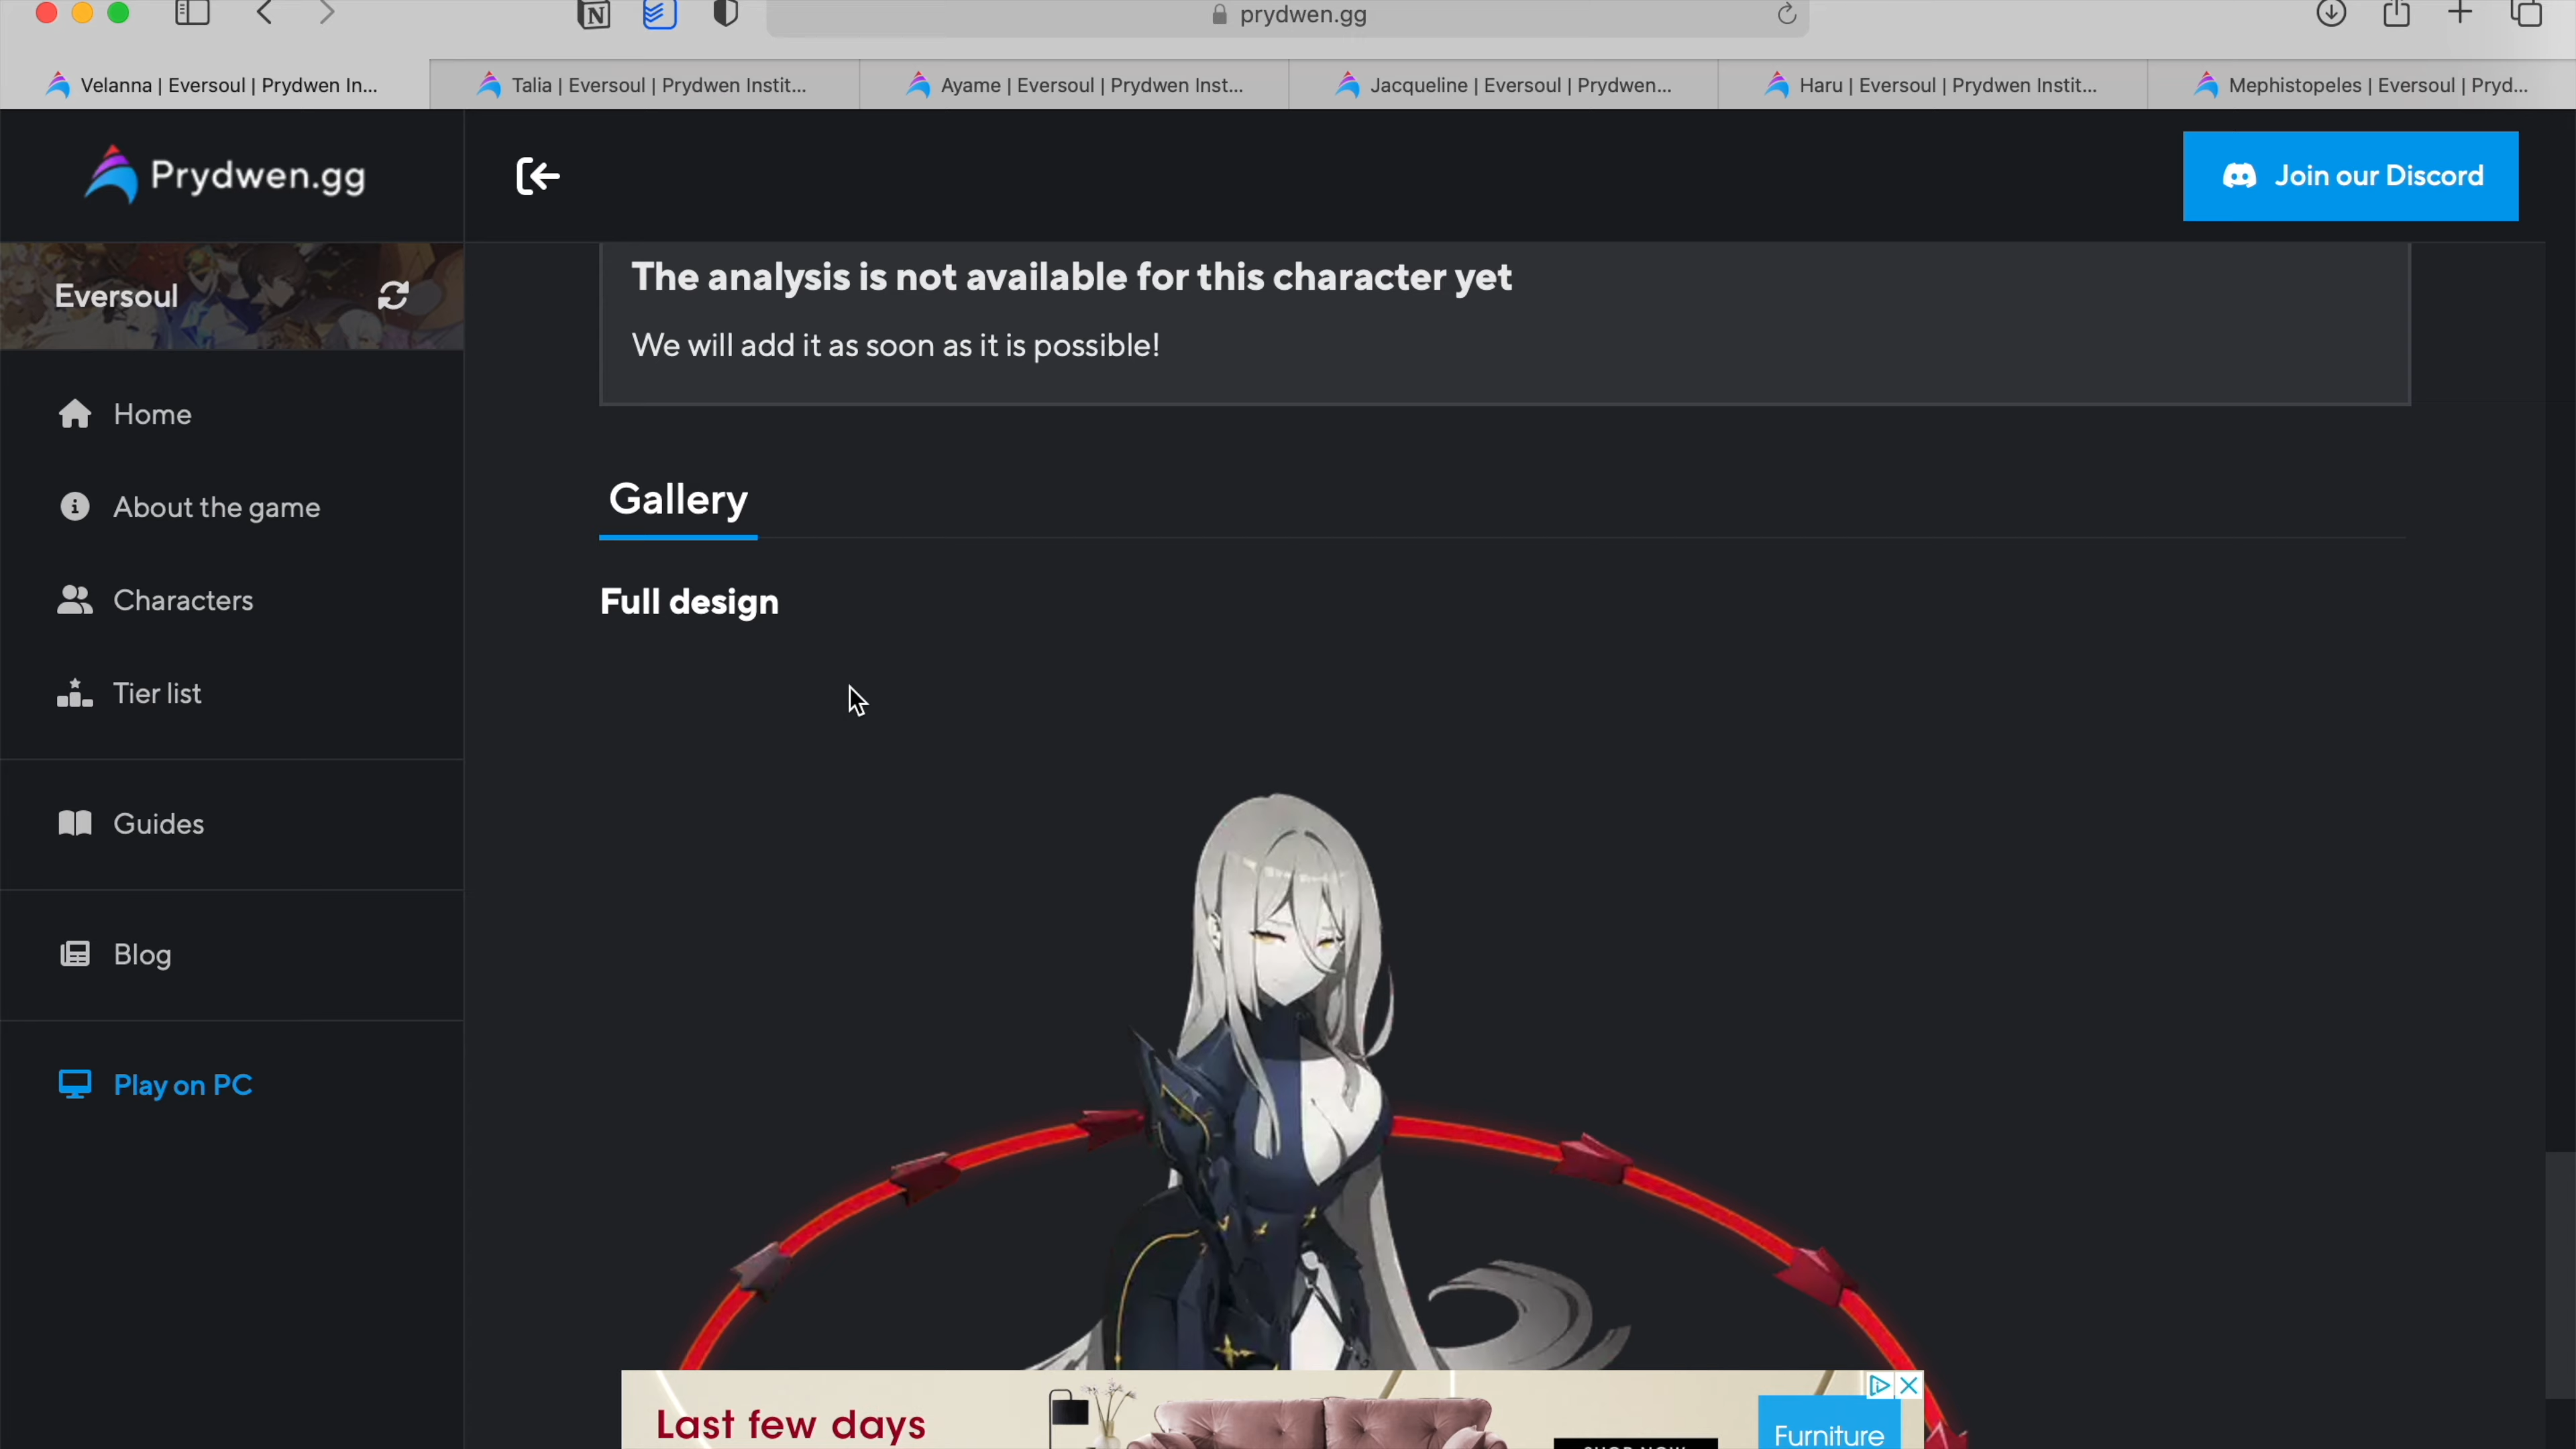 prydwen.gg
Velanna | Eversoul | Prydwen In...
Talia | Eversoul | Prydwen Instit...
Ayame | Eversoul | Prydwen Inst...
Jacqueline | Eversoul | Prydwen...
Haru | Eversoul | Prydwen Instit...
Mephistopeles | Eversoul | Pryd...
Prydwen.gg
Join our Discord
Eversoul
Home
About the game
Characters
Tier list
Guides
Blog
Play on PC
The analysis is not available for this character yet
We will add it as soon as it is possible!
Gallery
Full design
Last few days
SHOP NOW
Furniture